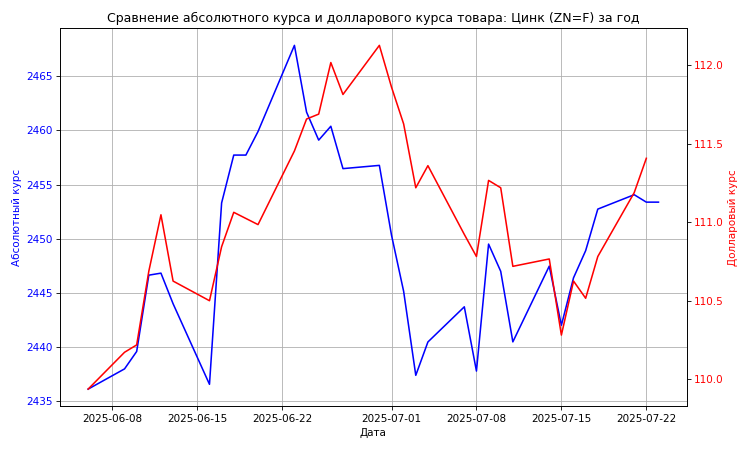 Сравнение абсолютного курса и долларового курса товара: Цинк (ZN=F) за год
Абсолютный курс
2465
2460
2455
2450
2445
2440
2435
112.0
111.5
111.0
110.5
110.0
Долларовый курс
2025-06-08 2025-06-15 2025-06-22 2025-07-01 2025-07-08 2025-07-15 2025-07-22
Дата